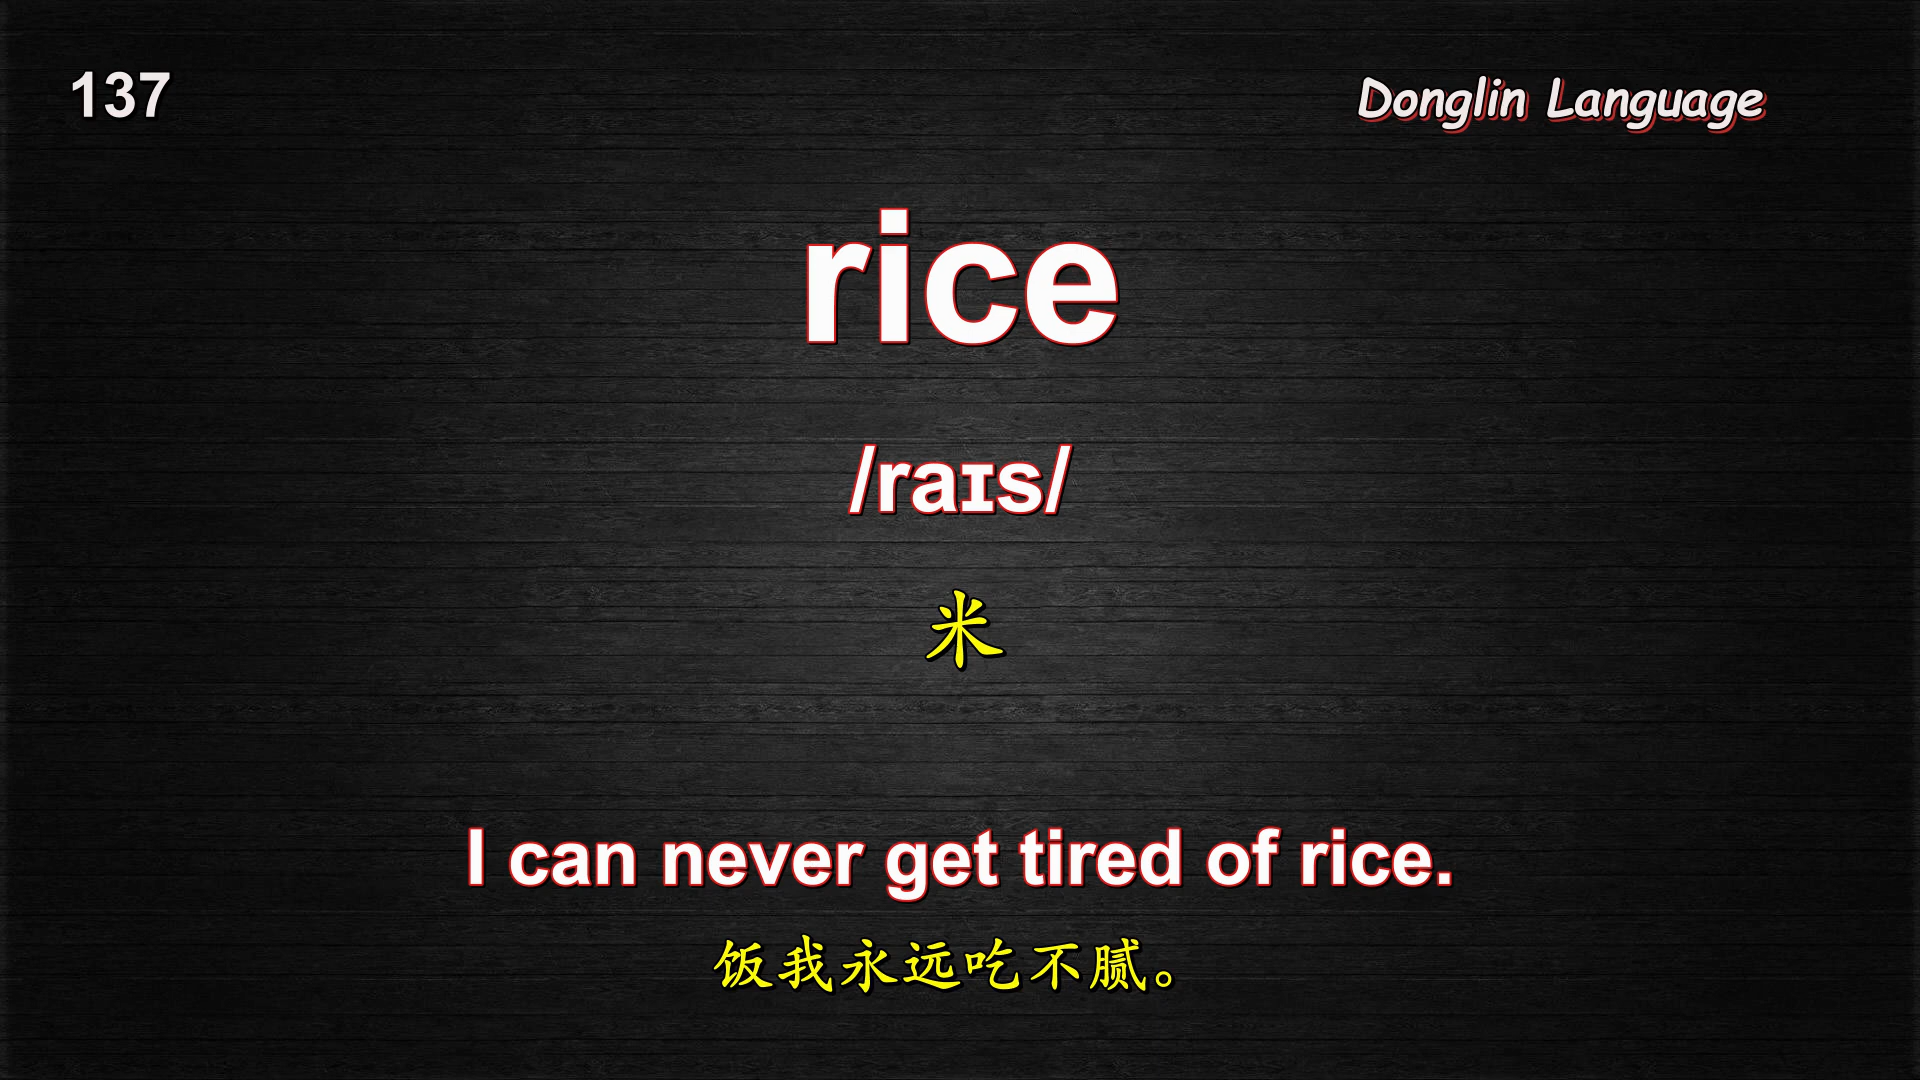 137
Donglin Language
rice
/raɪs/
米
I can never get tired of rice.
饭我永远吃不腻。